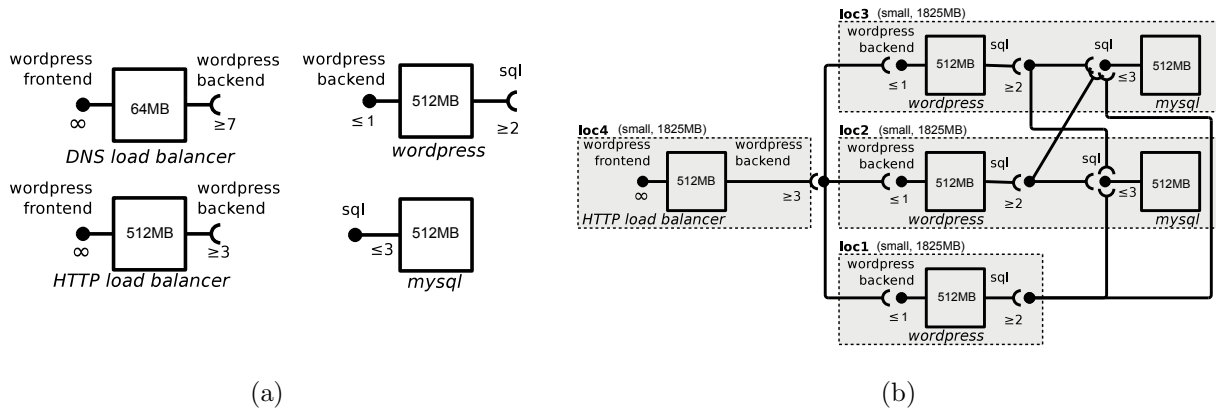 wordpress
frontend
wordpress
backend
64MB
∞
≥7
DNS load balancer
wordpress
backend
sql
512MB
≤1
≥2
wordpress
wordpress
frontend
wordpress
backend
512MB
∞
≥3
HTTP load balancer
sql
512MB
≤3
mysql
(a)
loc3 (small, 1825MB)
wordpress
backend
sql
sql
512MB
512MB
≤1
≥2
≤3
wordpress
mysql
loc4 (small, 1825MB)
wordpress
frontend
wordpress
backend
512MB
∞
≥3
HTTP load balancer
loc2 (small, 1825MB)
wordpress
backend
sql
sql
512MB
512MB
≤1
≥2
≤3
wordpress
mysql
loc1 (small, 1825MB)
wordpress
backend
sql
512MB
≤1
≥2
wordpress
(b)